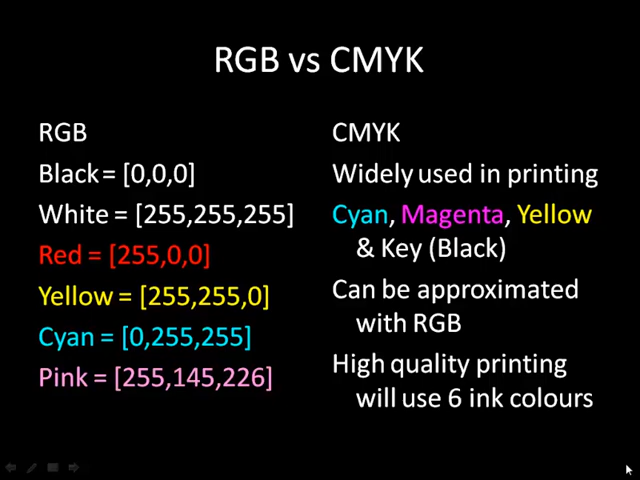 RGB vs CMYK
RGB
Black = [0,0,0]
White = [255,255,255]
Red = [255,0,0]
Yellow = [255,255,0]
Cyan = [0,255,255]
Pink = [255,145,226]
CMYK
Widely used in printing
Cyan, Magenta, Yellow
& Key (Black)
Can be approximated
with RGB
High quality printing
will use 6 ink colours